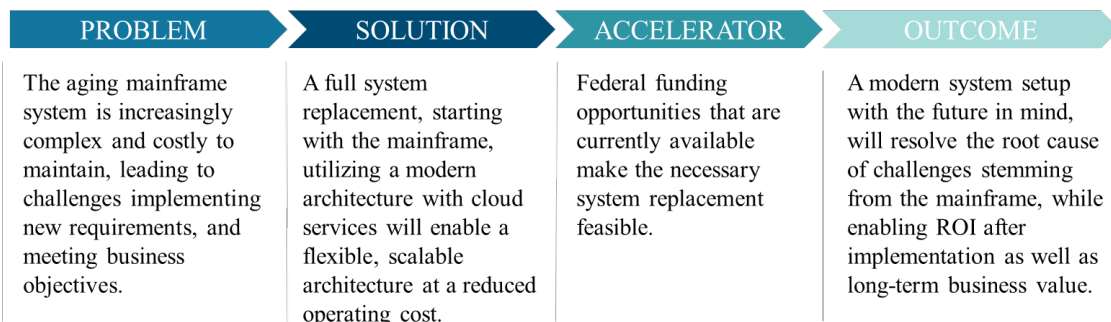 PROBLEM
The aging mainframe
system is increasingly
complex and costly to
maintain, leading to
challenges implementing
new requirements, and
meeting business
objectives.
SOLUTION
A full system
replacement, starting
with the mainframe,
utilizing a modern
architecture with cloud
services will enable a
flexible, scalable
architecture at a reduced
operating cost.
ACCELERATOR
Federal funding
opportunities that are
currently available
make the necessary
system replacement
feasible.
OUTCOME
A modern system setup
with the future in mind,
will resolve the root cause
of challenges stemming
from the mainframe, while
enabling ROI after
implementation as well as
long-term business value.